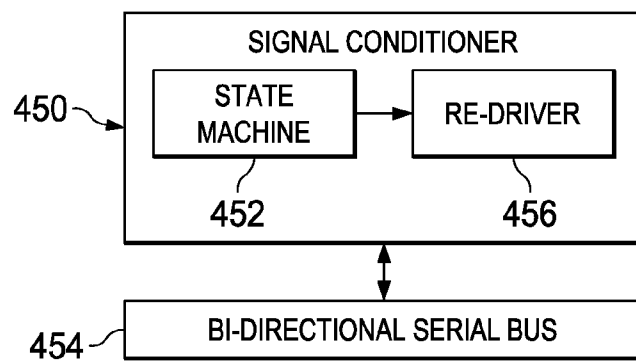 SIGNAL CONDITIONER
STATE
MACHINE
RE-DRIVER
450
452
456
454
BI-DIRECTIONAL SERIAL BUS